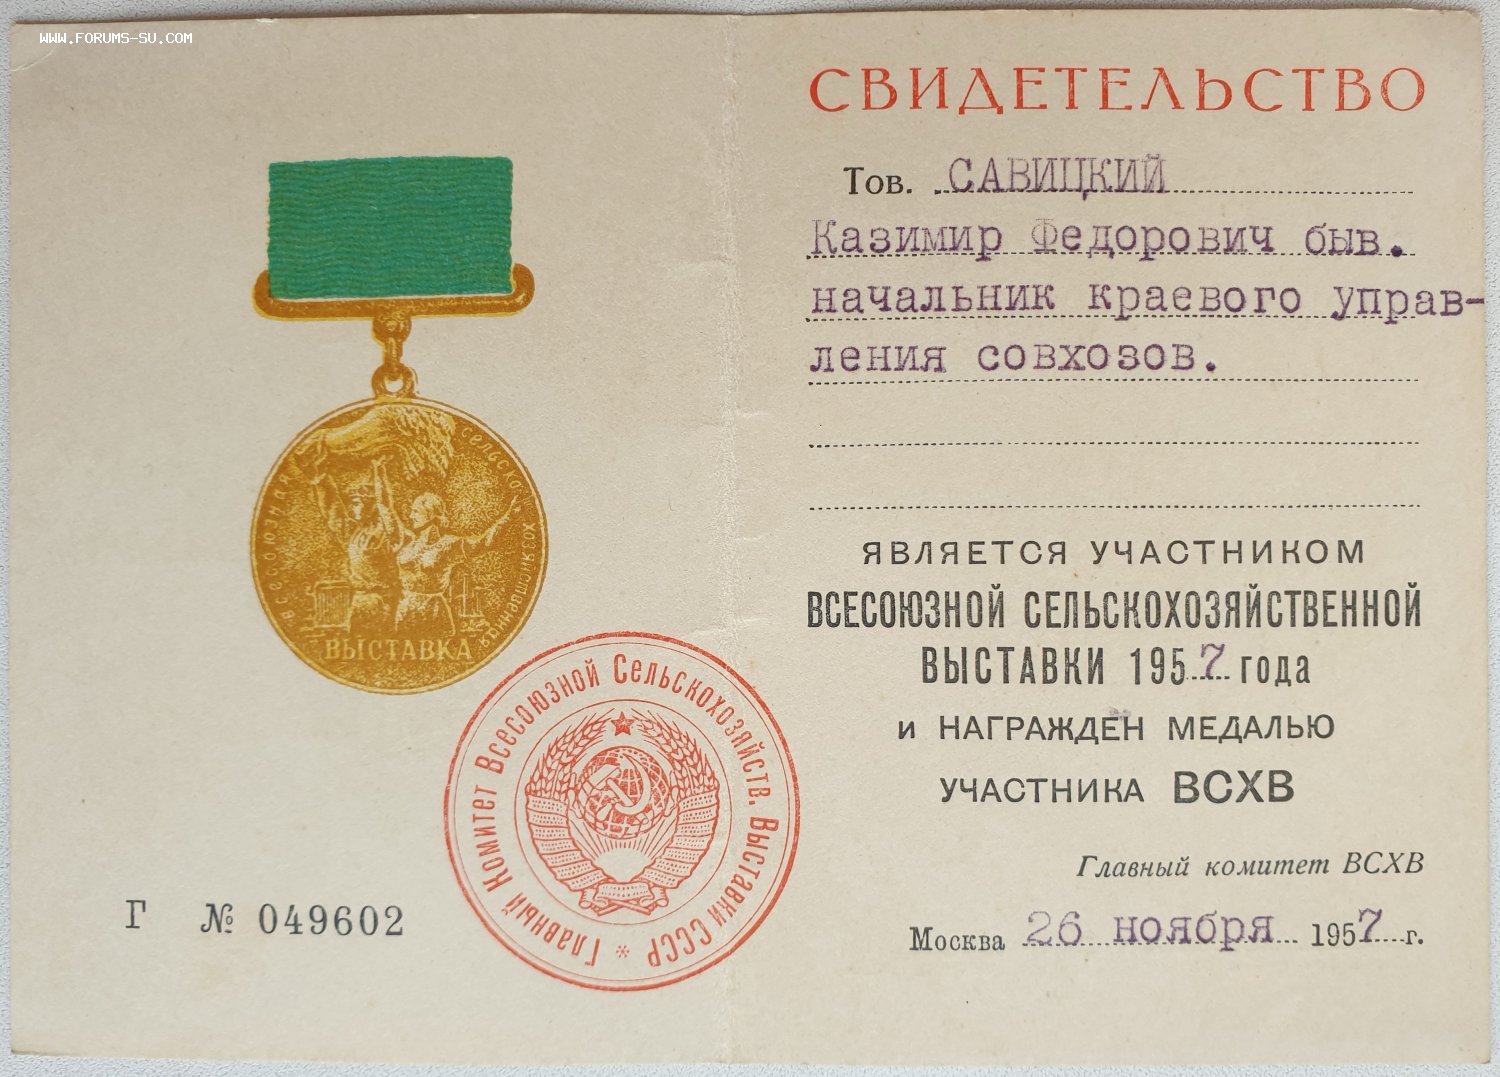 WWW.FORUMS-SU.COM
Всесоюзная сельскохозяйственная
ВЫСТАВКА
Г № 049602
Главный Комитет Всесоюзной Сельскохозяйств. Выставки СССР *
СВИДЕТЕЛЬСТВО
Тов. САВИЦКИЙ
Казимир Федорович быв.
начальник краевого управ-
ления совхозов.
ЯВЛЯЕТСЯ УЧАСТНИКОМ
ВСЕСОЮЗНОЙ СЕЛЬСКОХОЗЯЙСТВЕННОЙ
ВЫСТАВКИ 1957 года
и НАГРАЖДЕН МЕДАЛЬЮ
УЧАСТНИКА ВСХВ
Главный комитет ВСХВ
Москва 26 ноября 1957 г.